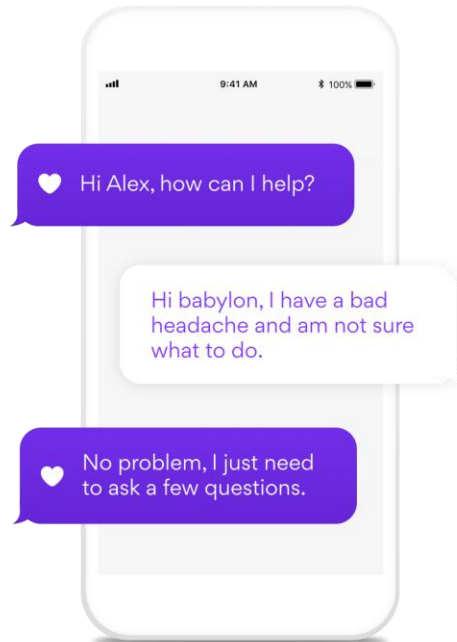 9:41 AM
100%
Hi Alex, how can I help?
Hi babylon, I have a bad
headache and am not sure
what to do.
No problem, I just need
to ask a few questions.